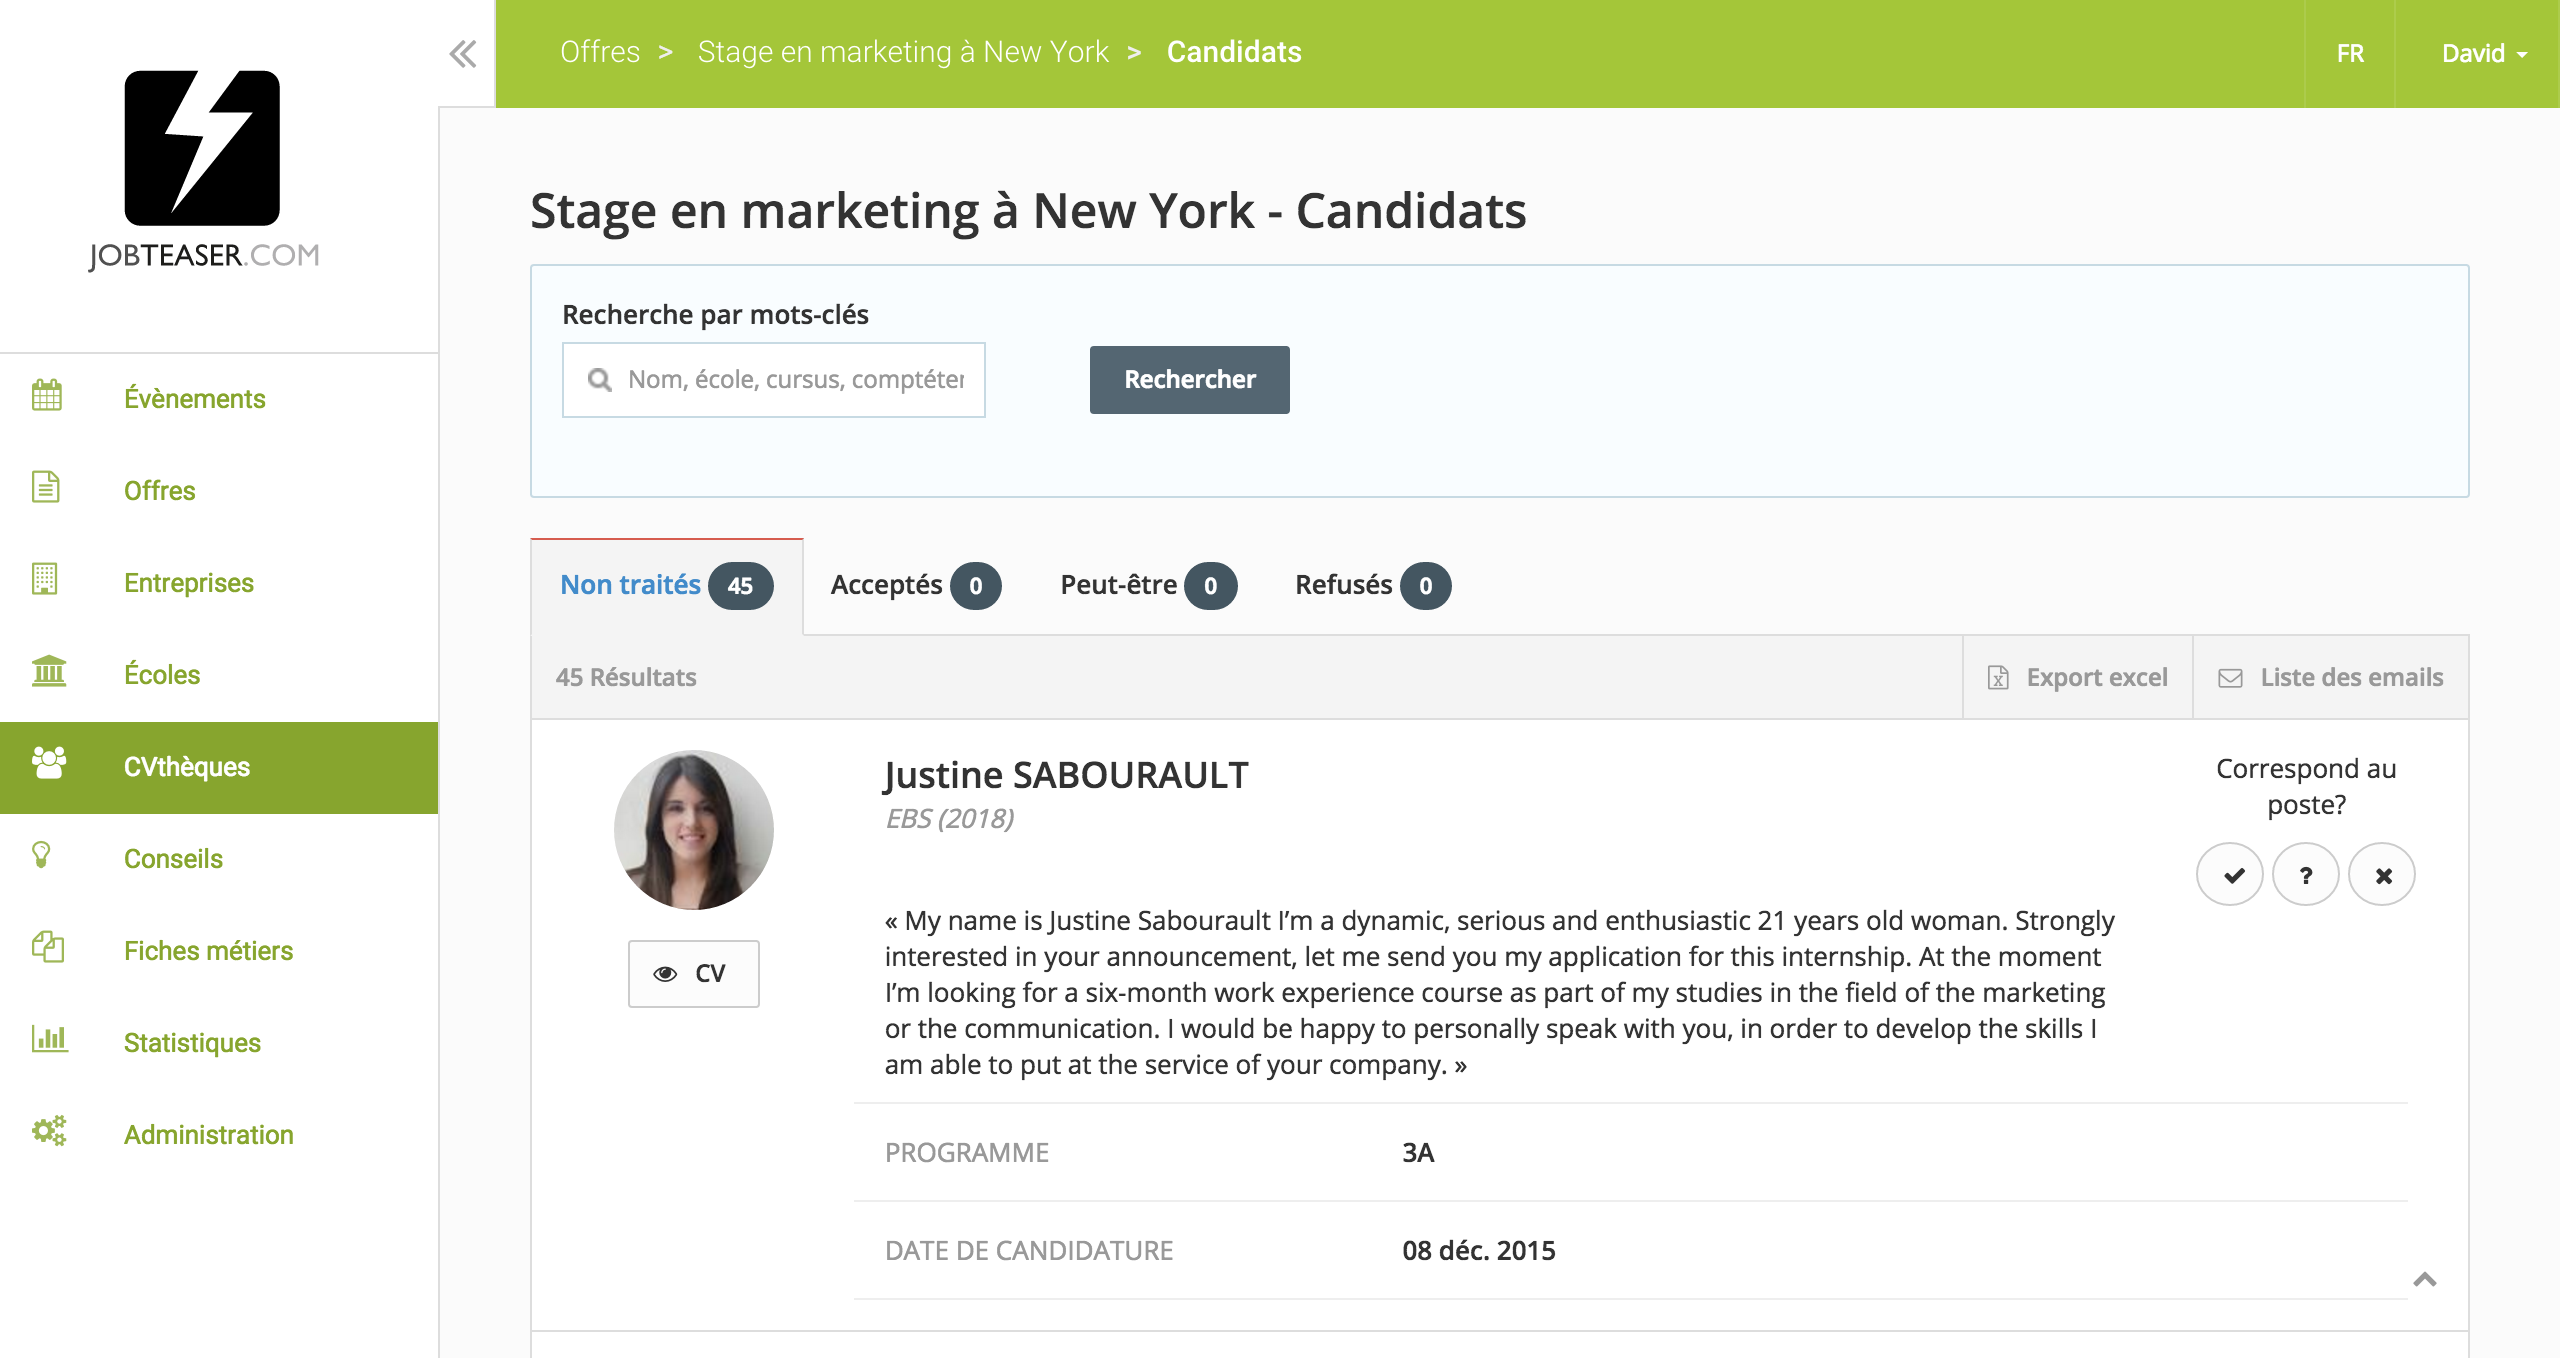 Offres > Stage en marketing à New York > Candidats
FR
David
JOBTEASER.COM
Évènements
Offres
Entreprises
Écoles
CVthèques
Conseils
Fiches métiers
Statistiques
Administration
Stage en marketing à New York - Candidats
Recherche par mots-clés
Nom, école, cursus, comptéter
Rechercher
Non traités 45
Acceptés 0
Peut-être 0
Refusés 0
45 Résultats
Export excel
Liste des emails
Justine SABOURAULT
EBS (2018)
Correspond au
poste?
?
« My name is Justine Sabourault I’m a dynamic, serious and enthusiastic 21 years old woman. Strongly
interested in your announcement, let me send you my application for this internship. At the moment
I’m looking for a six-month work experience course as part of my studies in the field of the marketing
or the communication. I would be happy to personally speak with you, in order to develop the skills I
am able to put at the service of your company. »
CV
PROGRAMME 3A
DATE DE CANDIDATURE 08 déc. 2015